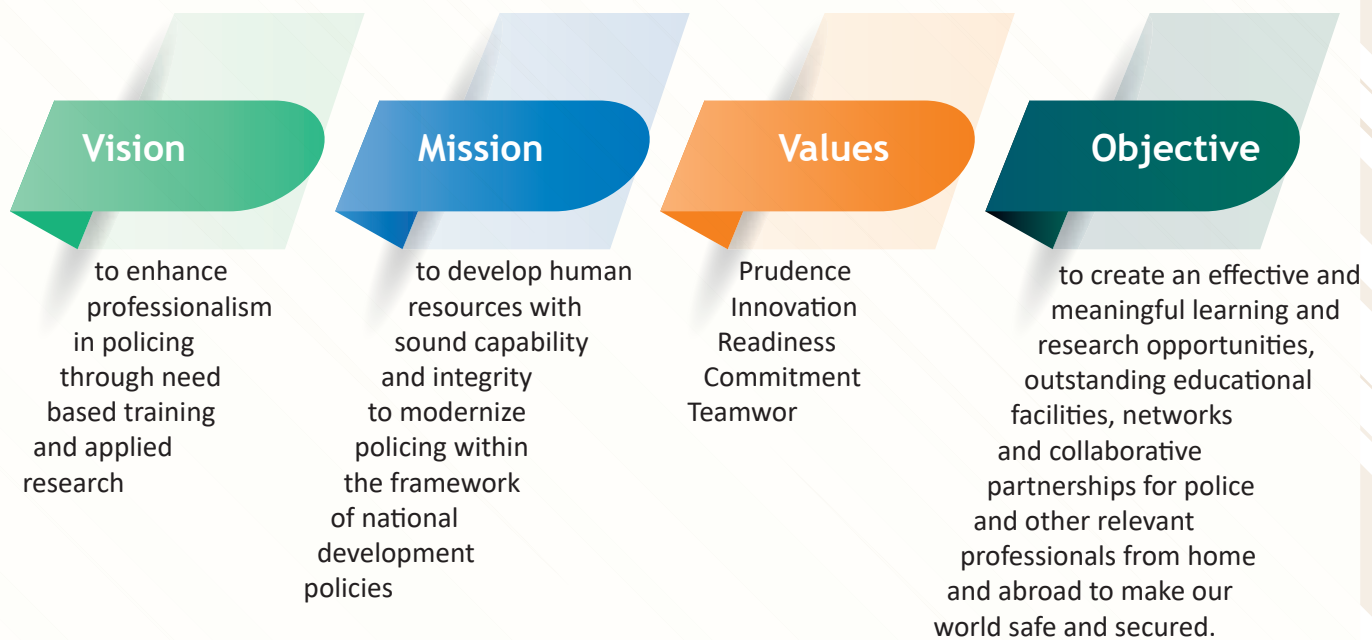 Vision
to enhance
professionalism
in policing
through need
based training
and applied
research
Mission
to develop human
resources with
sound capability
and integrity
to modernize
policing within
the framework
of national
development
policies
Values
Prudence
Innovation
Readiness
Commitment
Teamwor
Objective
to create an effective and
meaningful learning and
research opportunities,
outstanding educational
facilities, networks
and collaborative
partnerships for police
and other relevant
professionals from home
and abroad to make our
world safe and secured.